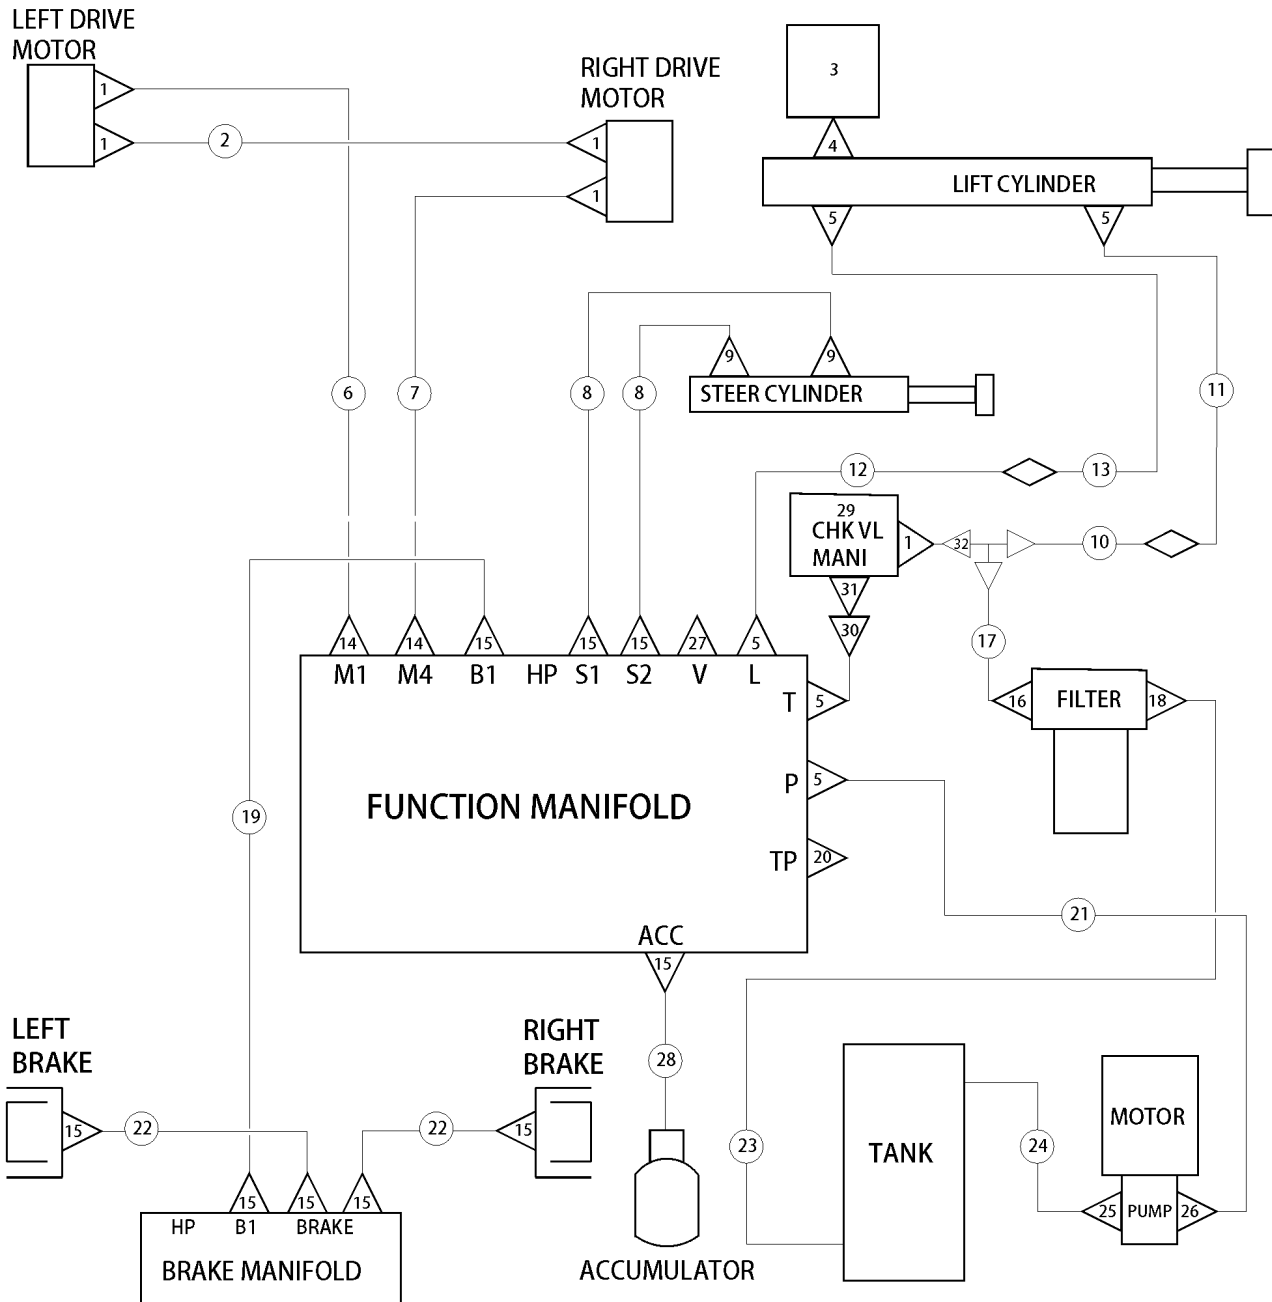 LEFT DRIVE
MOTOR
1
1
2
RIGHT DRIVE
MOTOR
1
1
3
4
LIFT CYLINDER
5
5
9
9
STEER CYLINDER
6
7
8
8
11
12
13
29
CHK VL
MANI
1
32
10
31
30
17
14
14
15
15
15
27
5
M1
M4
B1
HP
S1
S2
V
L
T
5
16
FILTER
18
P
5
FUNCTION MANIFOLD
19
TP
20
21
ACC
15
LEFT
BRAKE
15
22
RIGHT
BRAKE
22
15
28
23
TANK
24
MOTOR
25
PUMP
26
15
15
15
HP
B1
BRAKE
BRAKE MANIFOLD
ACCUMULATOR